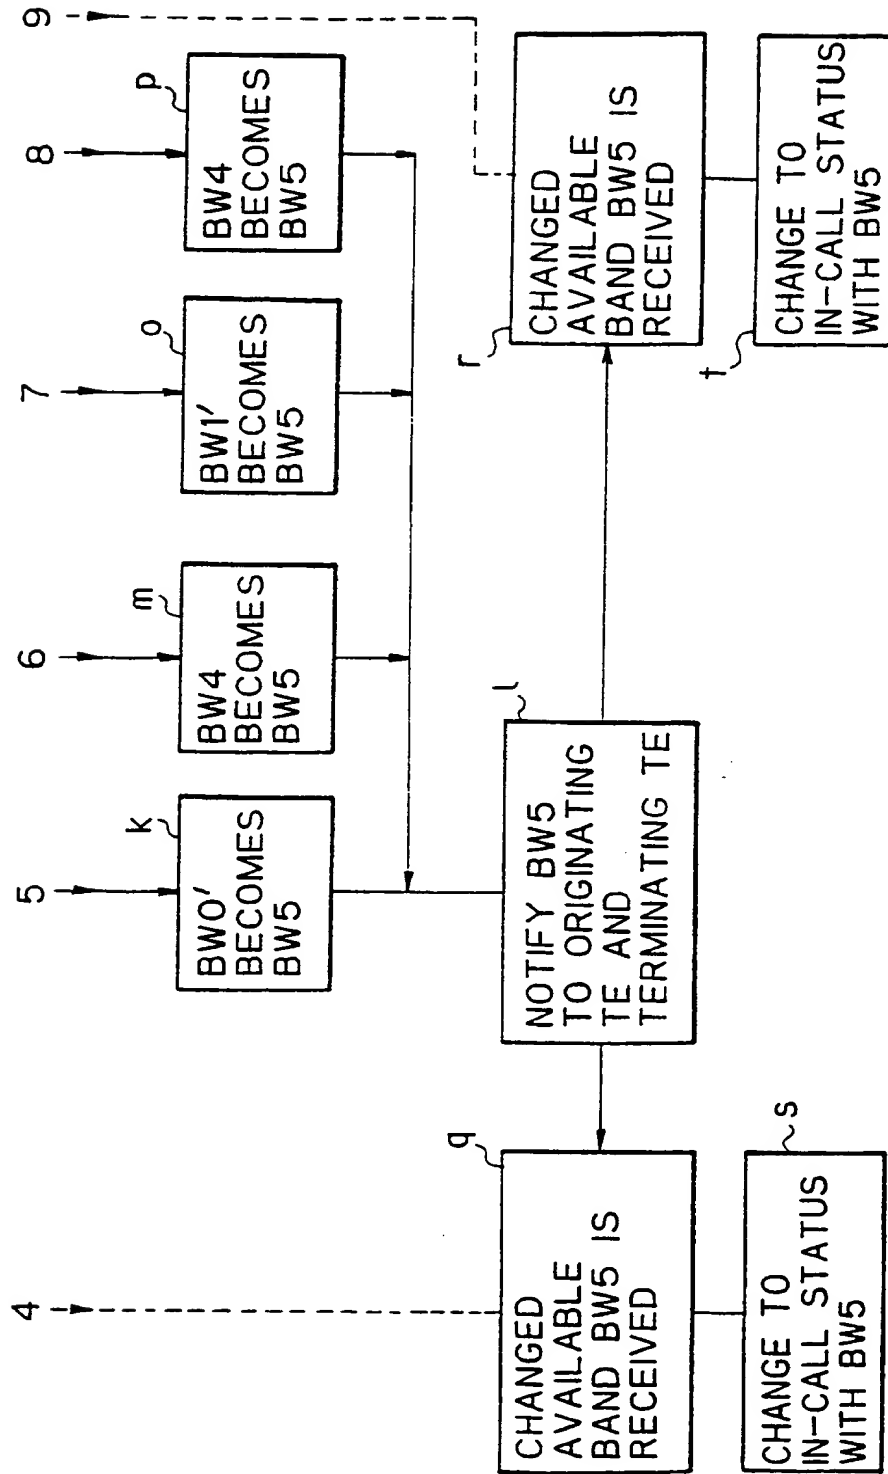 4
5
6
7
8
9
k
BW0'
BECOMES
BW5
m
BW4
BECOMES
BW5
o
BW1'
BECOMES
BW5
p
BW4
BECOMES
BW5
q
CHANGED
AVAILABLE
BAND BW5 IS
RECEIVED
l
NOTIFY BW5
TO ORIGINATING
TE AND
TERMINATING TE
r
CHANGED
AVAILABLE
BAND BW5 IS
RECEIVED
s
CHANGE TO
IN-CALL STATUS
WITH BW5
t
CHANGE TO
IN-CALL STATUS
WITH BW5